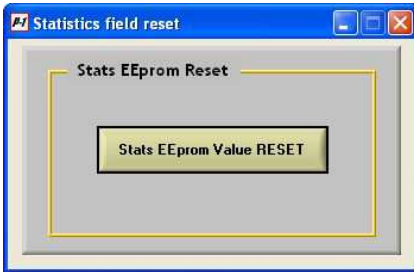 Statistics field reset
Stats EEprom Reset
Stats EEprom Value RESET